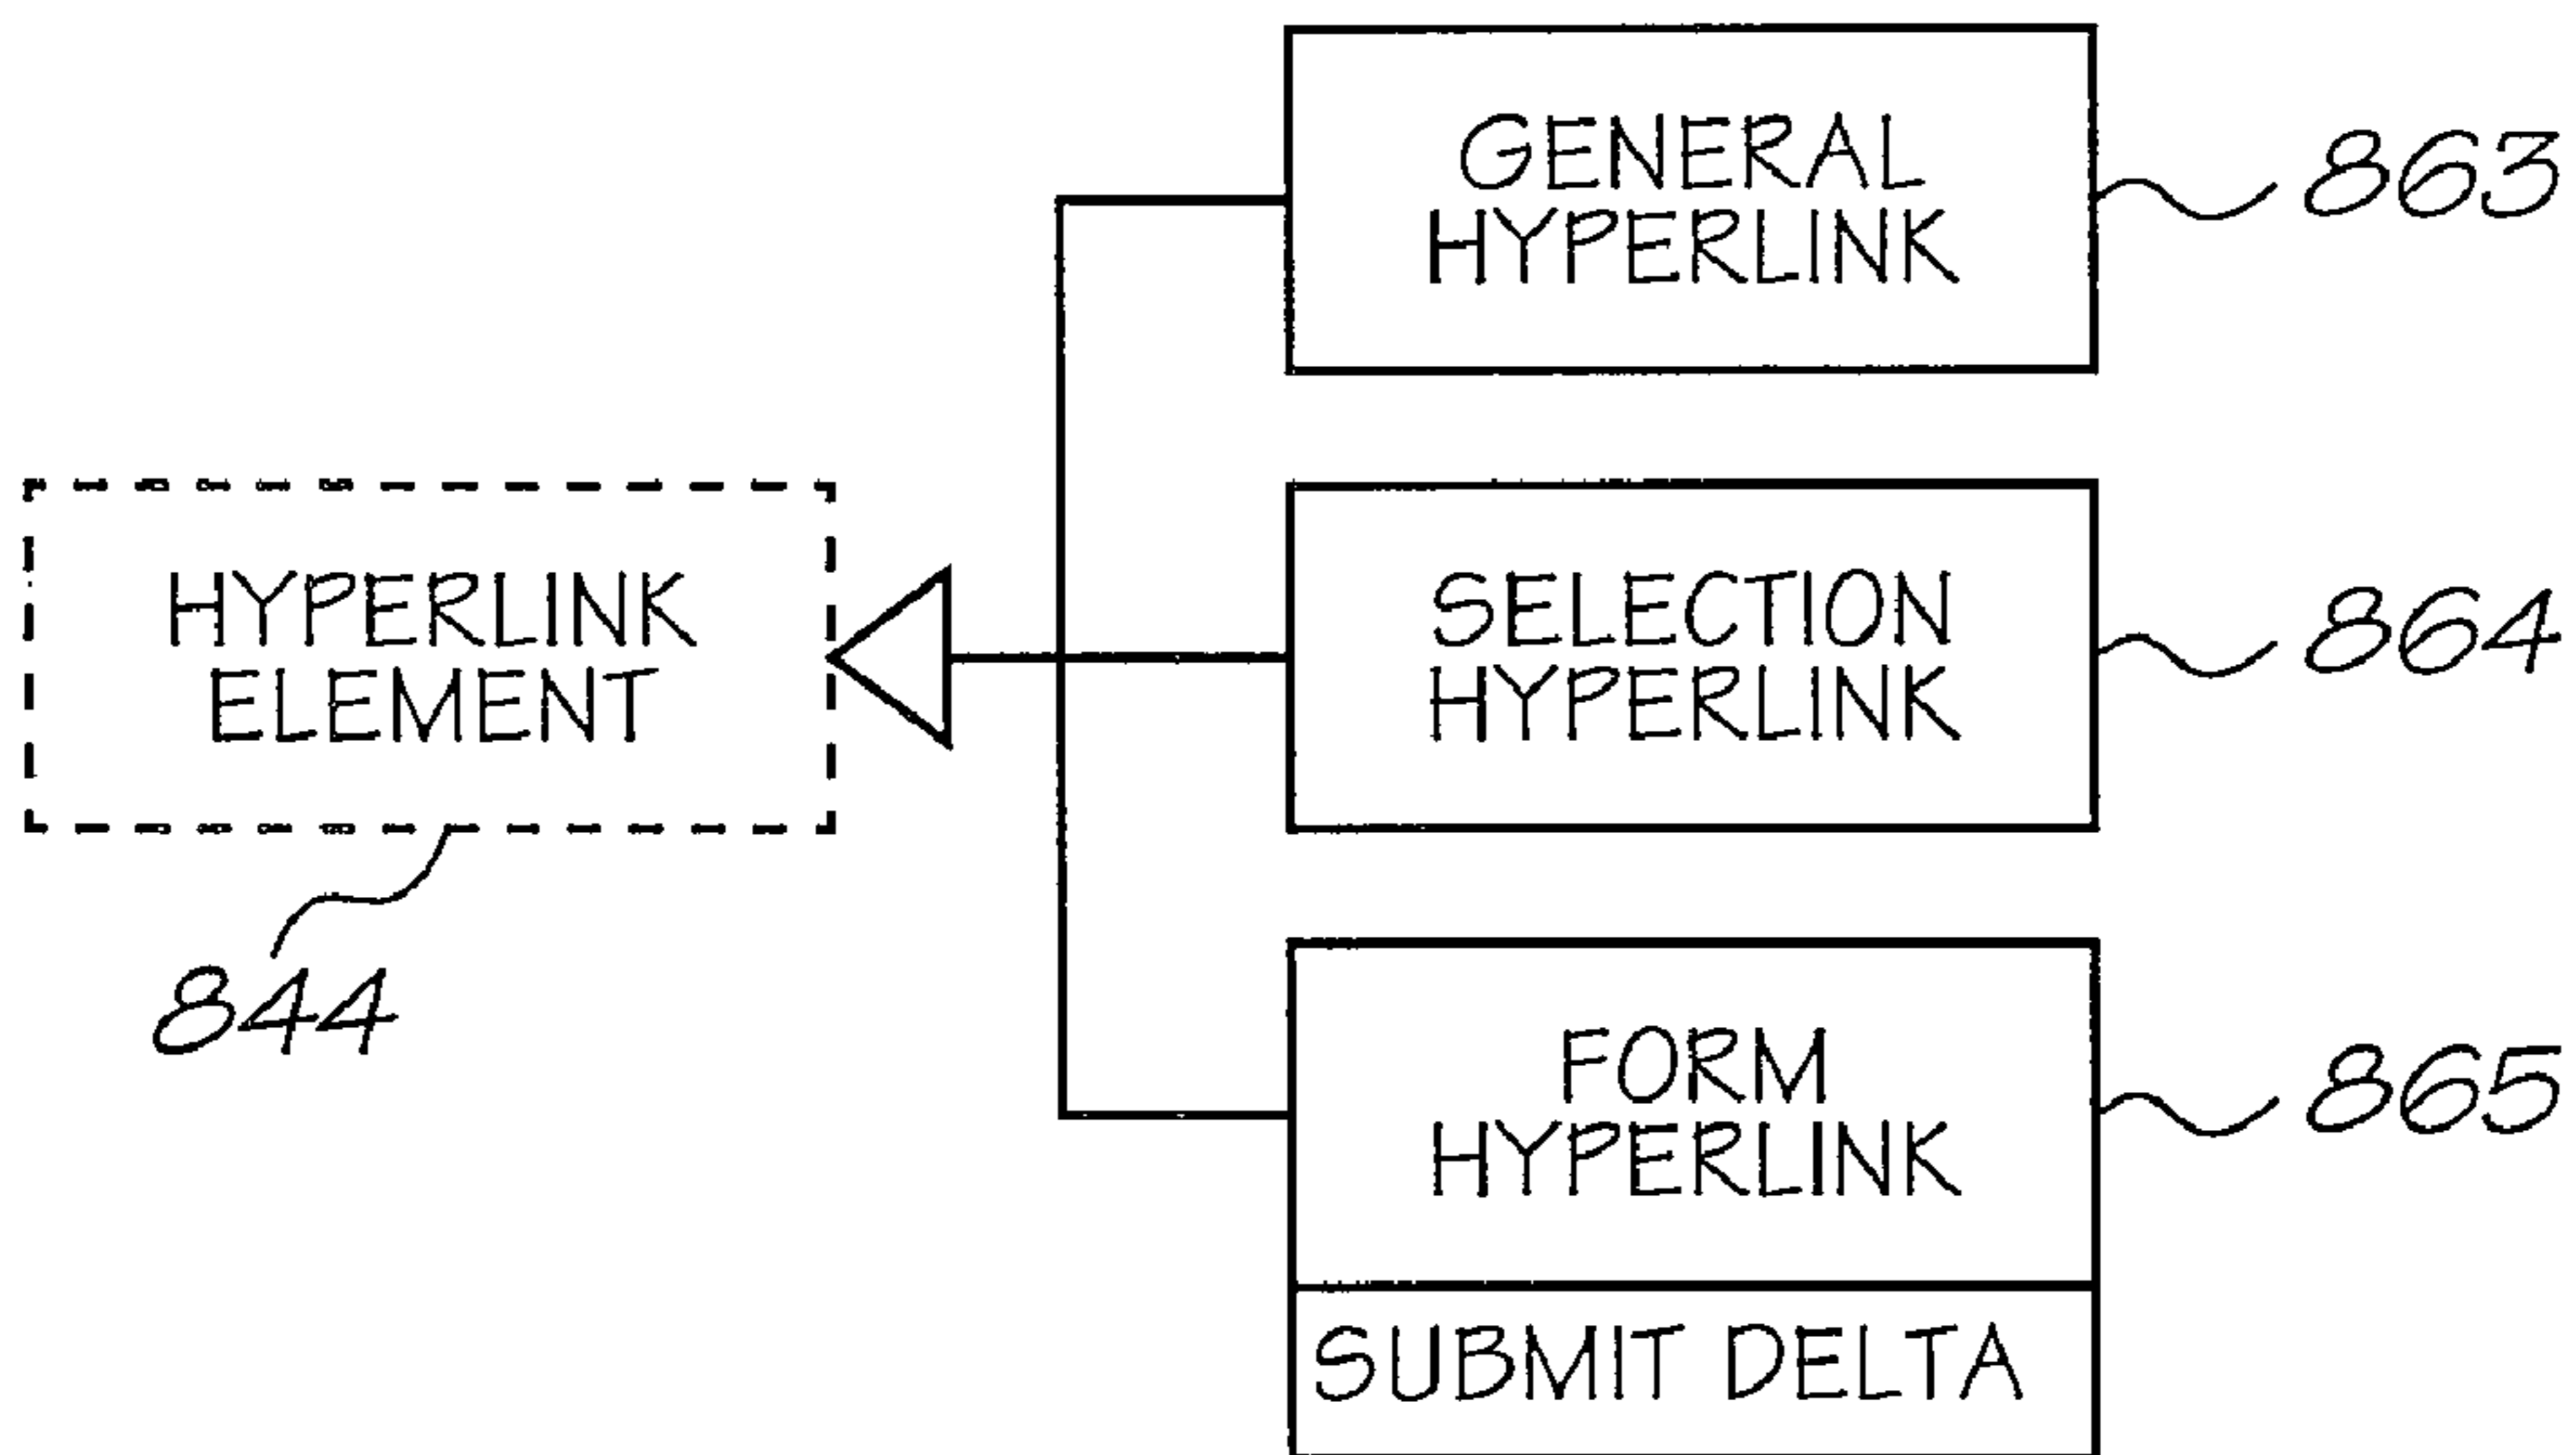 GENERAL
HYPERLINK
863
HYPERLINK
ELEMENT
844
SELECTION
HYPERLINK
864
FORM
HYPERLINK
865
SUBMIT DELTA